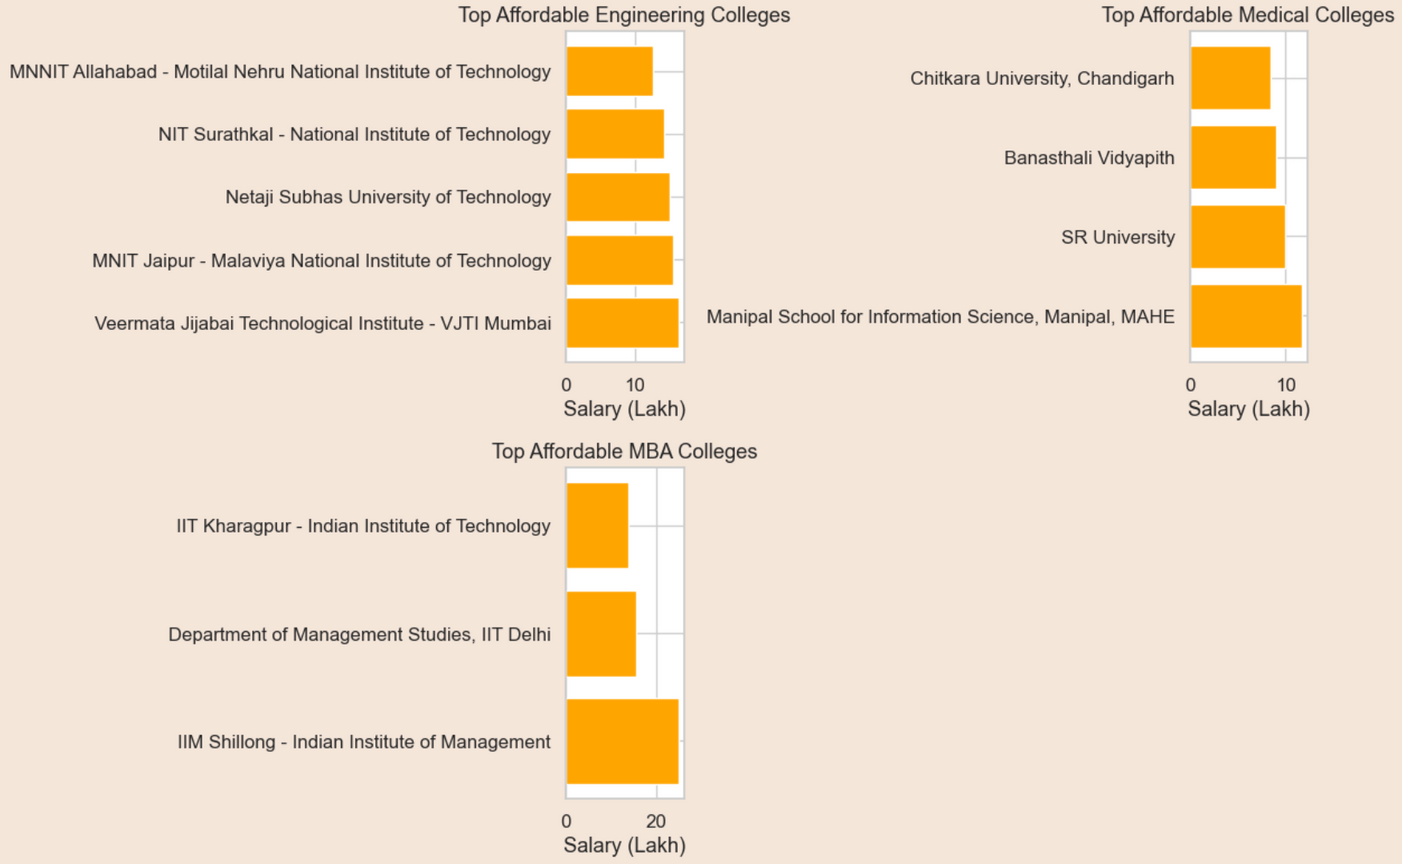 Top Affordable Engineering Colleges
MNNIT Allahabad - Motilal Nehru National Institute of Technology
NIT Surathkal - National Institute of Technology
Netaji Subhas University of Technology
MNIT Jaipur - Malaviya National Institute of Technology
Veermata Jijabai Technological Institute - VJTI Mumbai
0 10
Salary (Lakh)
Top Affordable Medical Colleges
Chitkara University, Chandigarh
Banasthali Vidyapith
SR University
Manipal School for Information Science, Manipal, MAHE
0 10
Salary (Lakh)
Top Affordable MBA Colleges
IIT Kharagpur - Indian Institute of Technology
Department of Management Studies, IIT Delhi
IIM Shillong - Indian Institute of Management
0 20
Salary (Lakh)